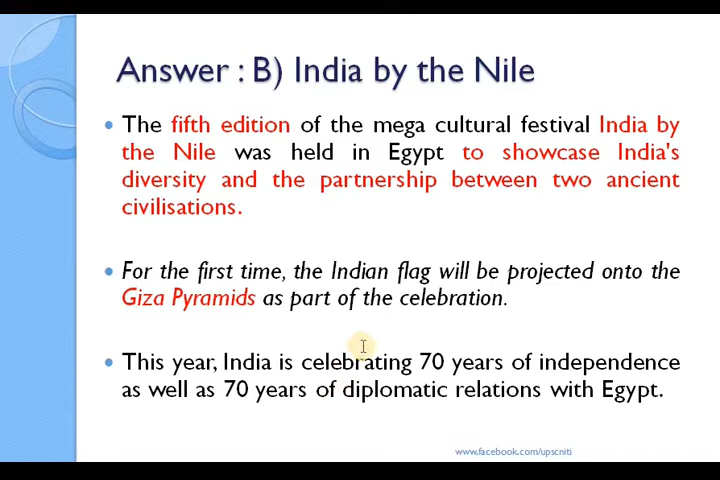 Answer : B) India by the Nile
The fifth edition of the mega cultural festival India by
the Nile was held in Egypt to showcase India's
diversity and the partnership between two ancient
civilisations.
For the first time, the Indian flag will be projected onto the
Giza Pyramids as part of the celebration.
This year, India is celebrating 70 years of independence
as well as 70 years of diplomatic relations with Egypt.
www.facebook.com/upscniti